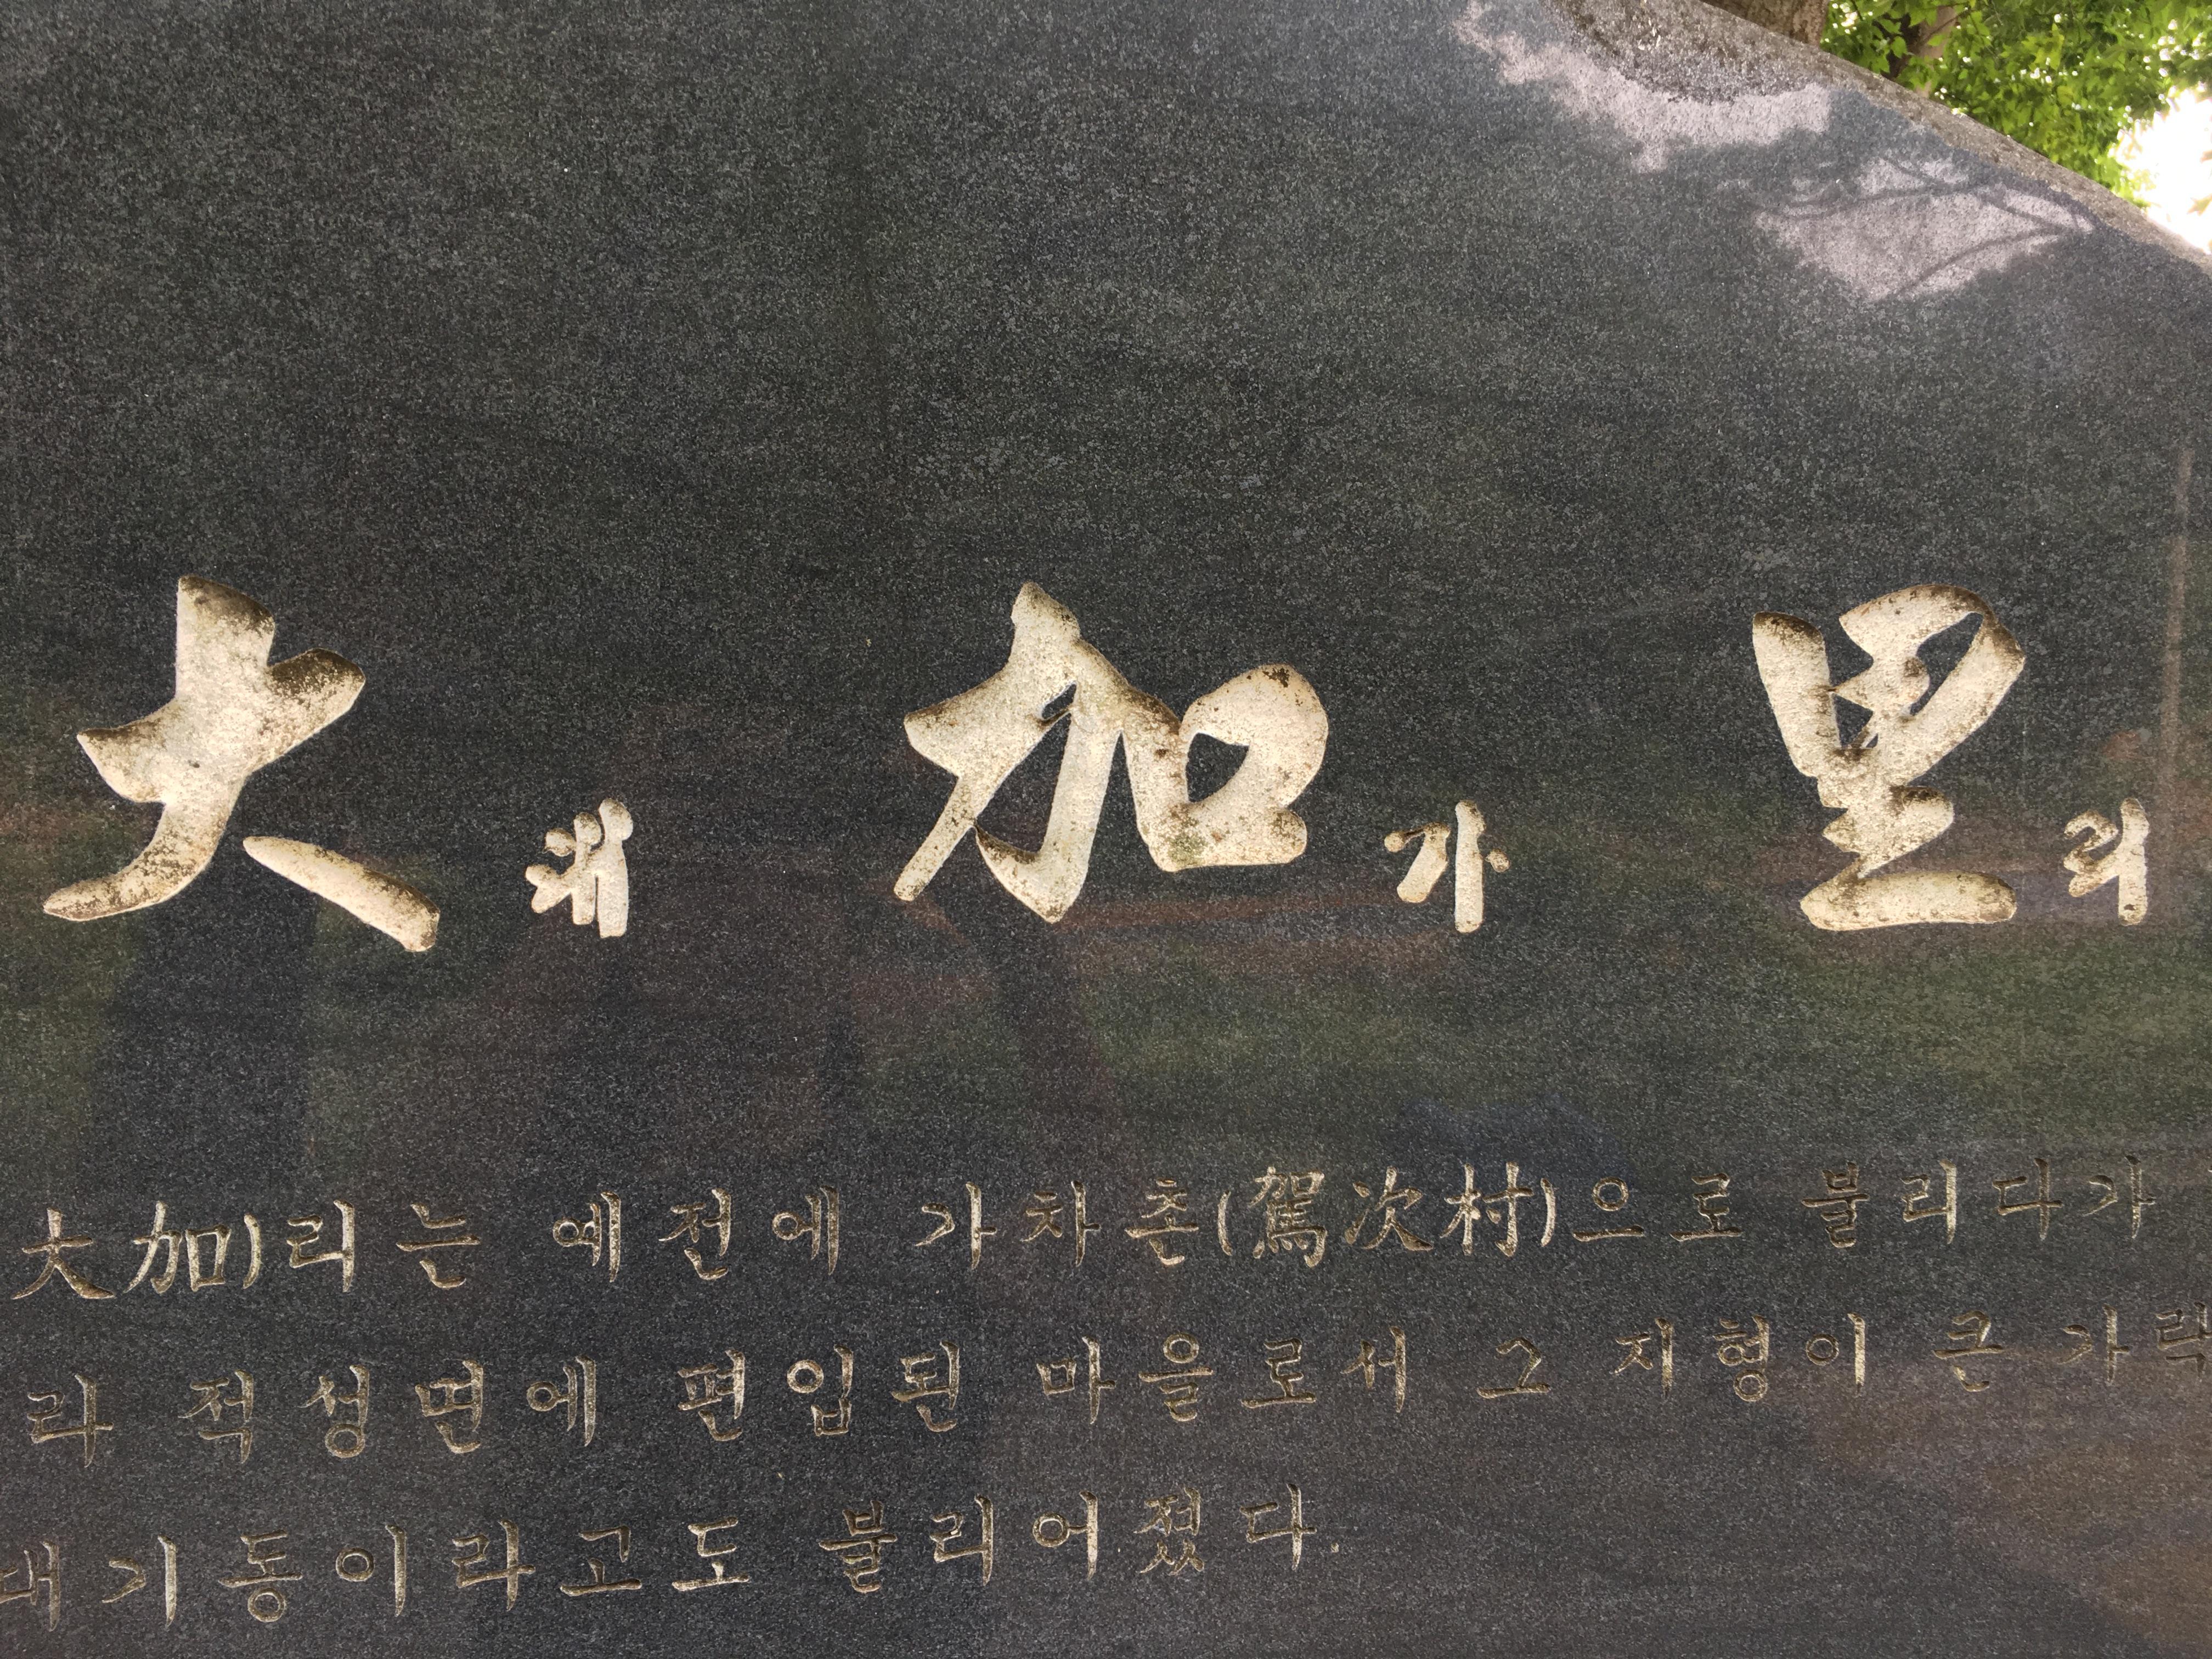 大 대 加 가 里 리
大加)리는 예전에 가차촌(駕次村)으로 불리다가
라 적성면에 편입된 마을로서 그 지형이 큰 가락
대기동이라고도 불리어졌다.